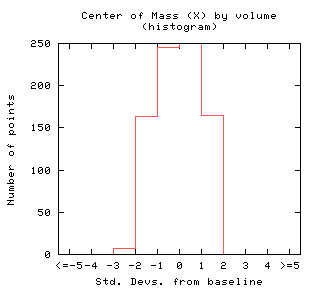 Center of Mass (X) by volume
(histogram)
250
200
150
100
50
0
Number of points
<=-5 -4 -3 -2 -1 0 1 2 3 4 >=5
Std. Devs. from baseline